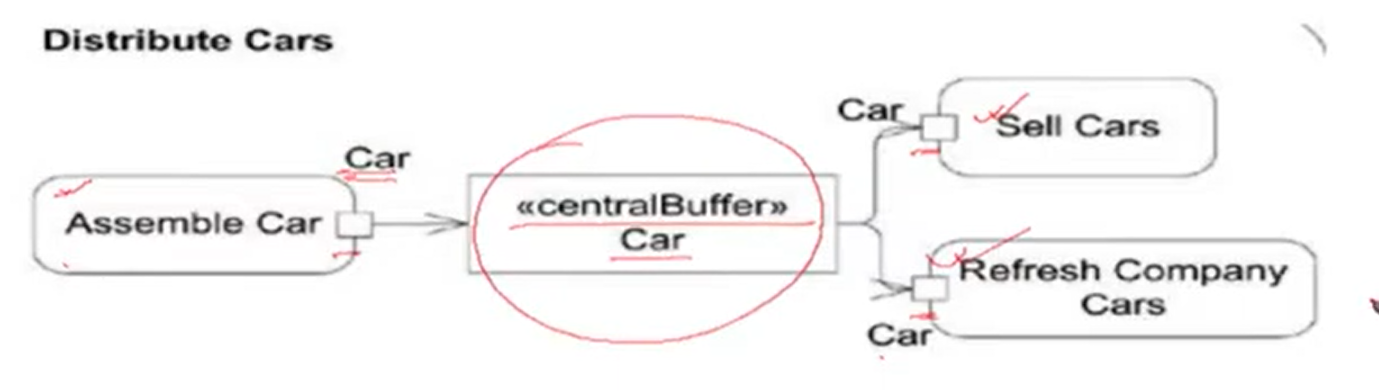 Distribute Cars
Car
Assemble Car
«centralBuffer»
Car
Car
Sell Cars
Refresh Company
Cars
Car